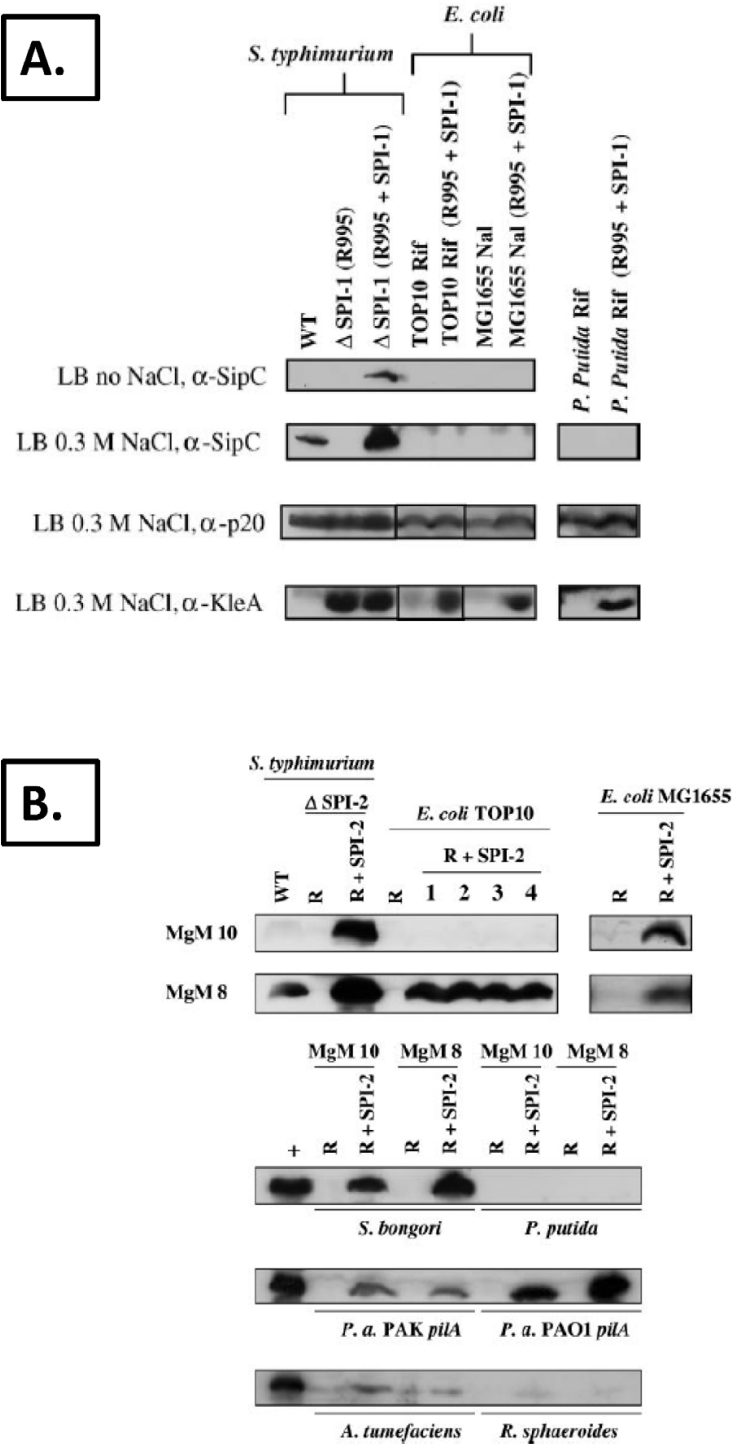 A.
E. coli
S. typhimurium
WT
Δ SPI-1 (R995)
Δ SPI-1 (R995 + SPI-1)
TOP10 Rif
TOP10 Rif (R995 + SPI-1)
MG1655 Nal
MG1655 Nal (R995 + SPI-1)
P. Putida Rif
P. Putida Rif (R995 + SPI-1)
LB no NaCl, α-SipC
LB 0.3 M NaCl, α-SipC
LB 0.3 M NaCl, α-p20
LB 0.3 M NaCl, α-KleA
B.
S. typhimurium
Δ SPI-2
E. coli TOP10
E. coli MG1655
R + SPI-2
WT
R
R + SPI-2
R
1 2 3 4
R
R + SPI-2
MgM 10
MgM 8
MgM 10 MgM 8 MgM 10 MgM 8
+
R
R + SPI-2
R
R + SPI-2
R
R + SPI-2
R
R + SPI-2
S. bongori P. putida
P. a. PAK pilA P. a. PAO1 pilA
A. tumefaciens R. sphaeroides